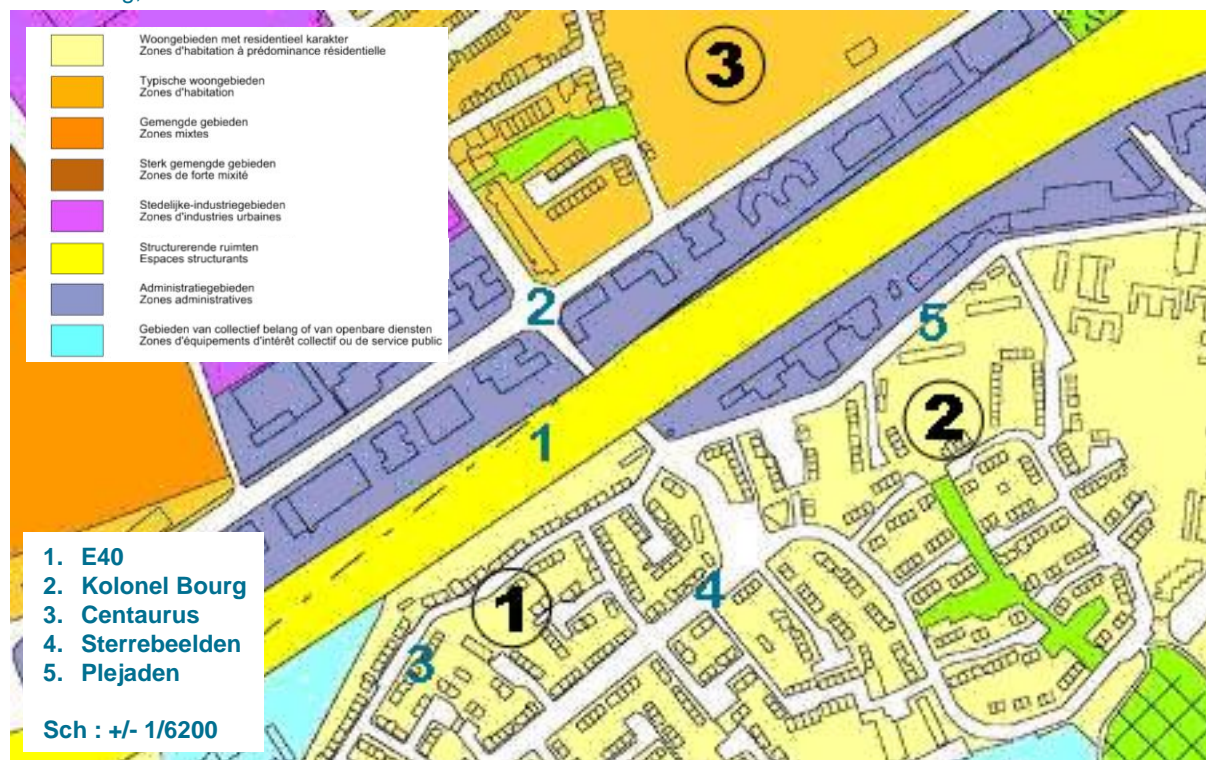 Woongebieden met residentieel karakter
Zones d'habitation à prédominance résidentielle
Typische woongebieden
Zones d'habitation
Gemengde gebieden
Zones mixtes
Sterk gemengde gebieden
Zones de forte mixité
Stedelijke-industriegebieden
Zones d'industries urbaines
Structurerende ruimten
Espaces structurants
Administratiegebieden
Zones administratives
Gebieden van collectief belang of van openbare diensten
Zones d'équipements d'intérêt collectif ou de service public
3
2
5
2
1
4
1
3
1. E40
2. Kolonel Bourg
3. Centaurus
4. Sterrebeelden
5. Plejaden
Sch : +/- 1/6200